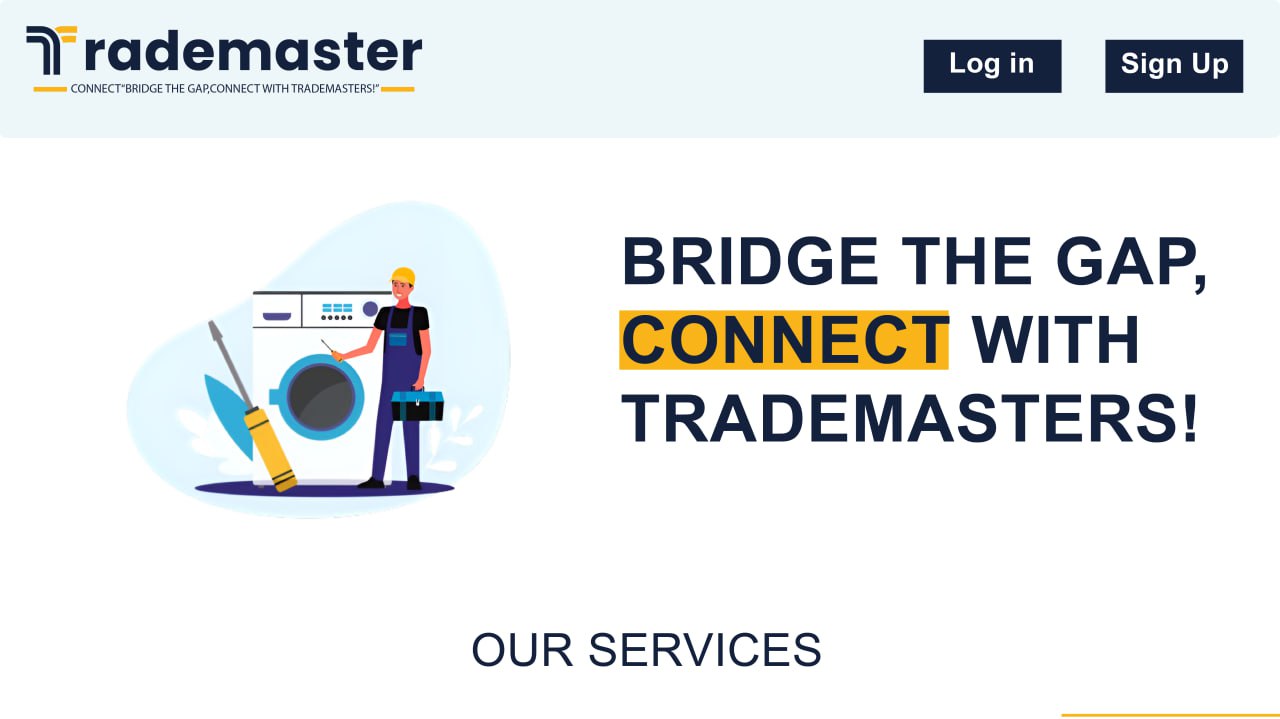 Trademaster
CONNECT“BRIDGE THE GAP,CONNECT WITH TRADEMASTERS!”
Log in
Sign Up
BRIDGE THE GAP,
CONNECT WITH
TRADEMASTERS!
OUR SERVICES